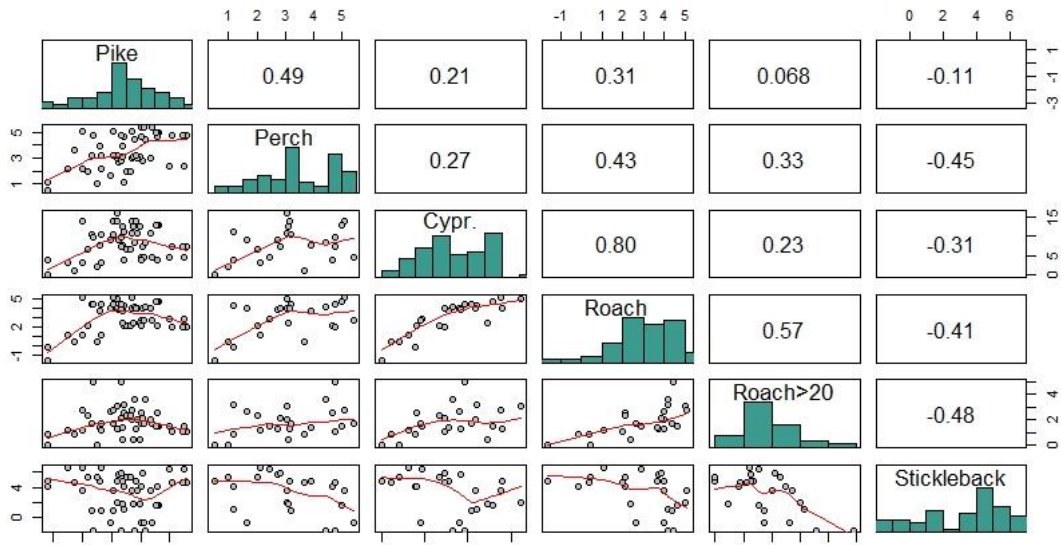 1 2 3 4 5
-1 1 2 3 4 5
0 2 4 6
Pike
0.49
0.21
0.31
0.068
-0.11
-3 -1 1
1 3 5
Perch
0.27
0.43
0.33
-0.45
Cypr.
0.80
0.23
-0.31
0 5 15
-1 2 5
Roach
0.57
-0.41
Roach>20
-0.48
0 2 4
0 4
Stickleback